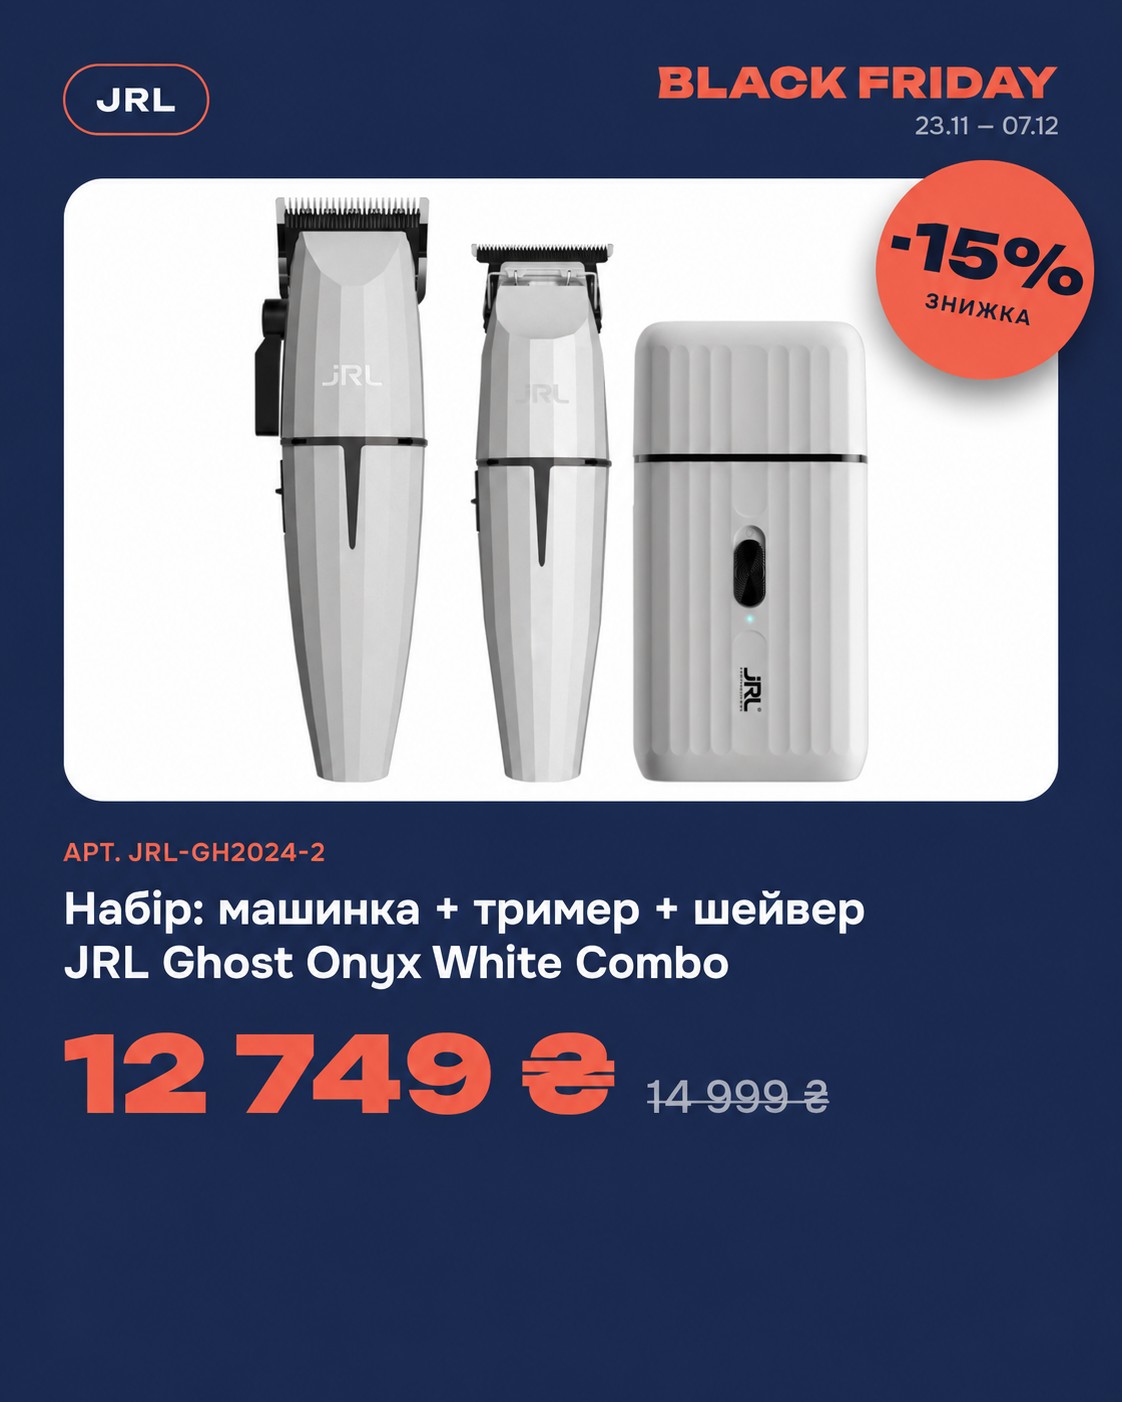 JRL
BLACK FRIDAY
23.11 – 07.12
-15%
ЗНИЖКА
JRL
JRL
JRL
АРТ. JRL-GH2024-2
Набір: машинка + тример + шейвер
JRL Ghost Onyx White Combo
12 749 ₴
14 999 ₴